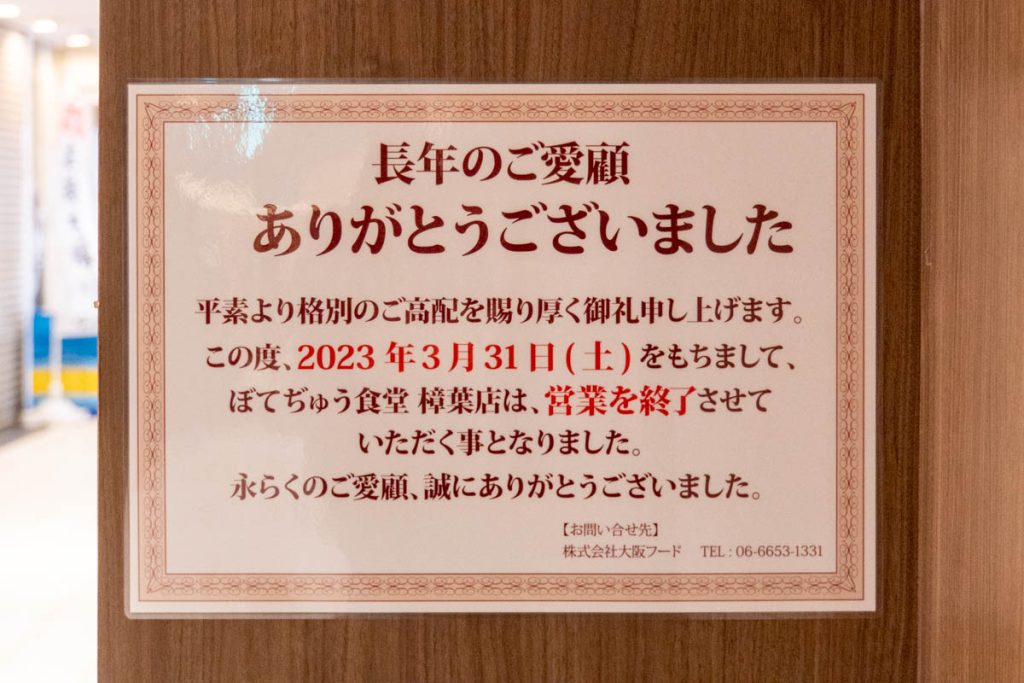 長年のご愛顧
ありがとうございました
平素より格別のご高配を賜り厚く御礼申し上げます。
この度、2023年3月31日(土)をもちまして、
ぼてぢゅう食堂 樟葉店は、営業を終了させて
いただく事となりました。
永らくのご愛顧、誠にありがとうございました。
【お問い合せ先】
株式会社大阪フード TEL : 06-6653-1331